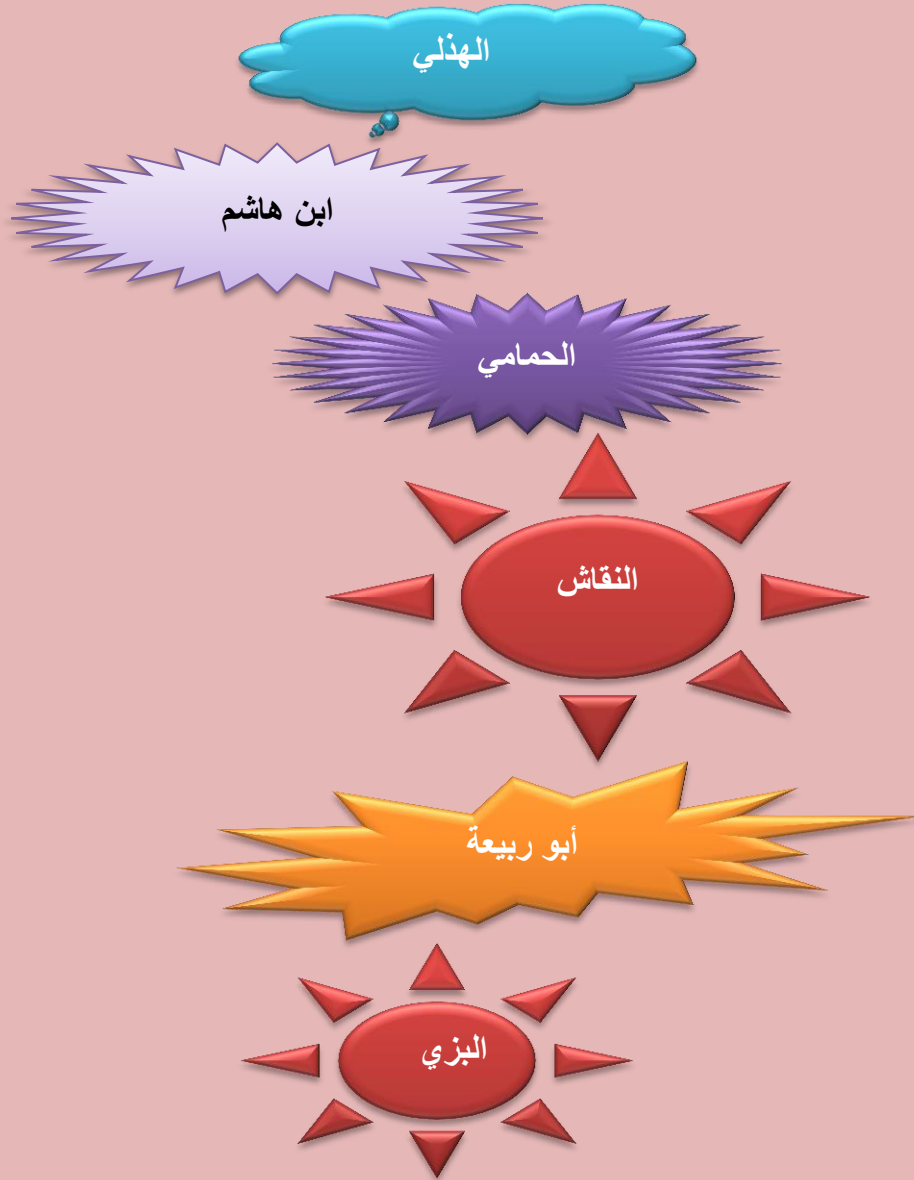 الهذلي
ابن هاشم
الحمامي
النقاش
أبو ربيعة
البزي